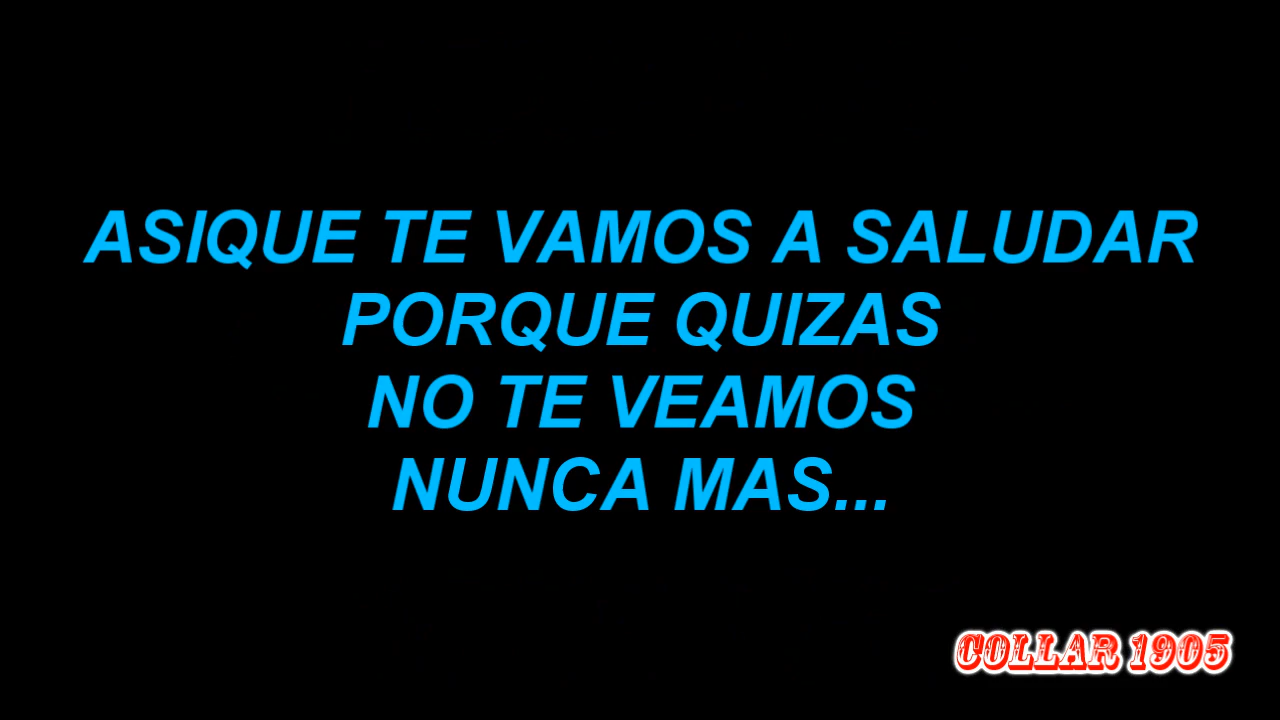 ASIQUE TE VAMOS A SALUDAR
PORQUE QUIZAS
NO TE VEAMOS
NUNCA MAS...
COLLAR 1905